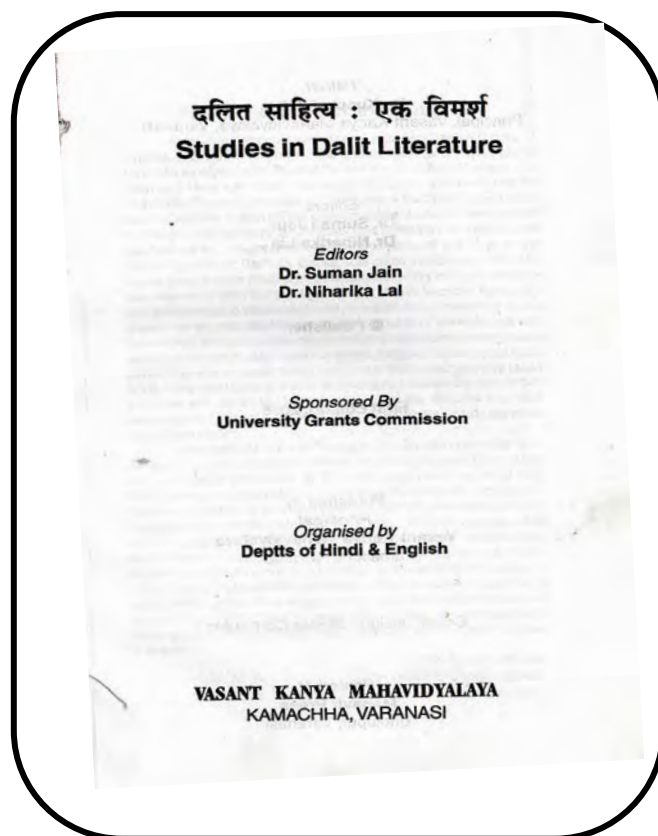 दलित साहित्य : एक विमर्श
Studies in Dalit Literature
Editors
Dr. Suman Jain
Dr. Niharika Lal
Sponsored By
University Grants Commission
Organised by
Deptts of Hindi & English
VASANT KANYA MAHAVIDYALAYA
KAMACHHA, VARANASI